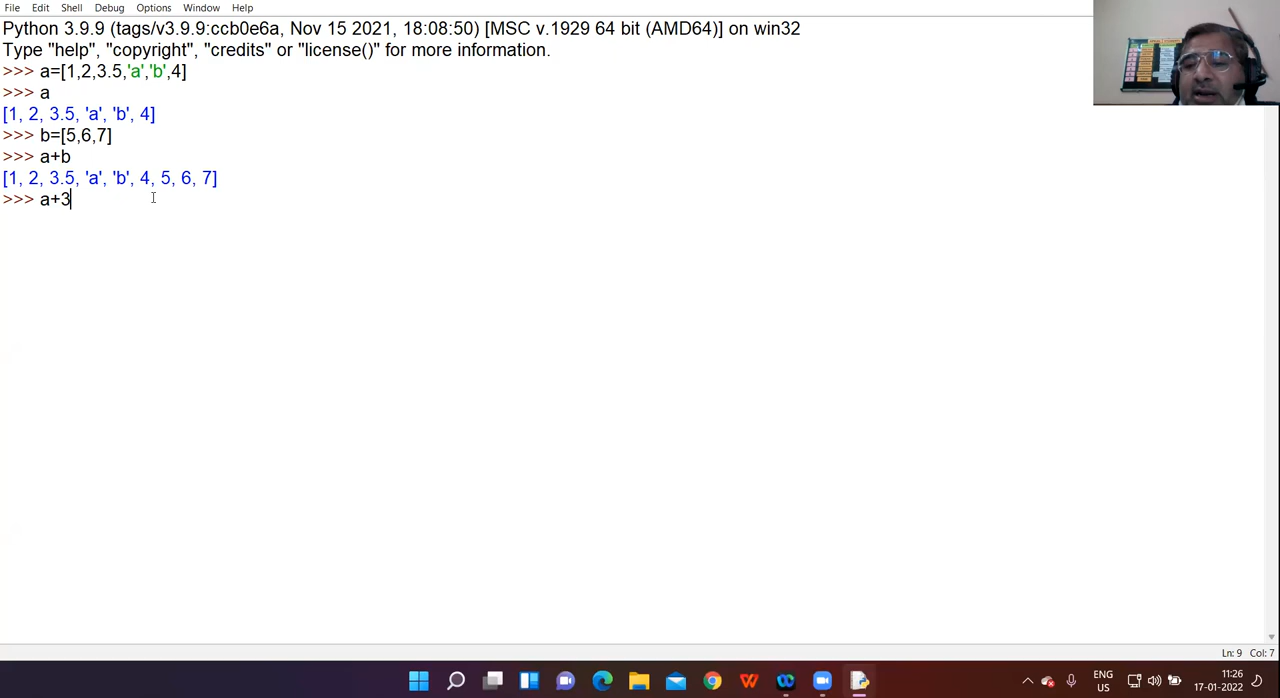 File Edit Shell Debug Options Window Help
Python 3.9.9 (tags/v3.9.9:ccb0e6a, Nov 15 2021, 18:08:50) [MSC v.1929 64 bit (AMD64)] on win32
Type "help", "copyright", "credits" or "license()" for more information.
>>> a=[1,2,3.5,'a','b',4]
>>> a
[1, 2, 3.5, 'a', 'b', 4]
>>> b=[5,6,7]
>>> a+b
[1, 2, 3.5, 'a', 'b', 4, 5, 6, 7]
>>> a+3
Ln: 9 Col: 7
ENG
US
11:26
17-01-2022